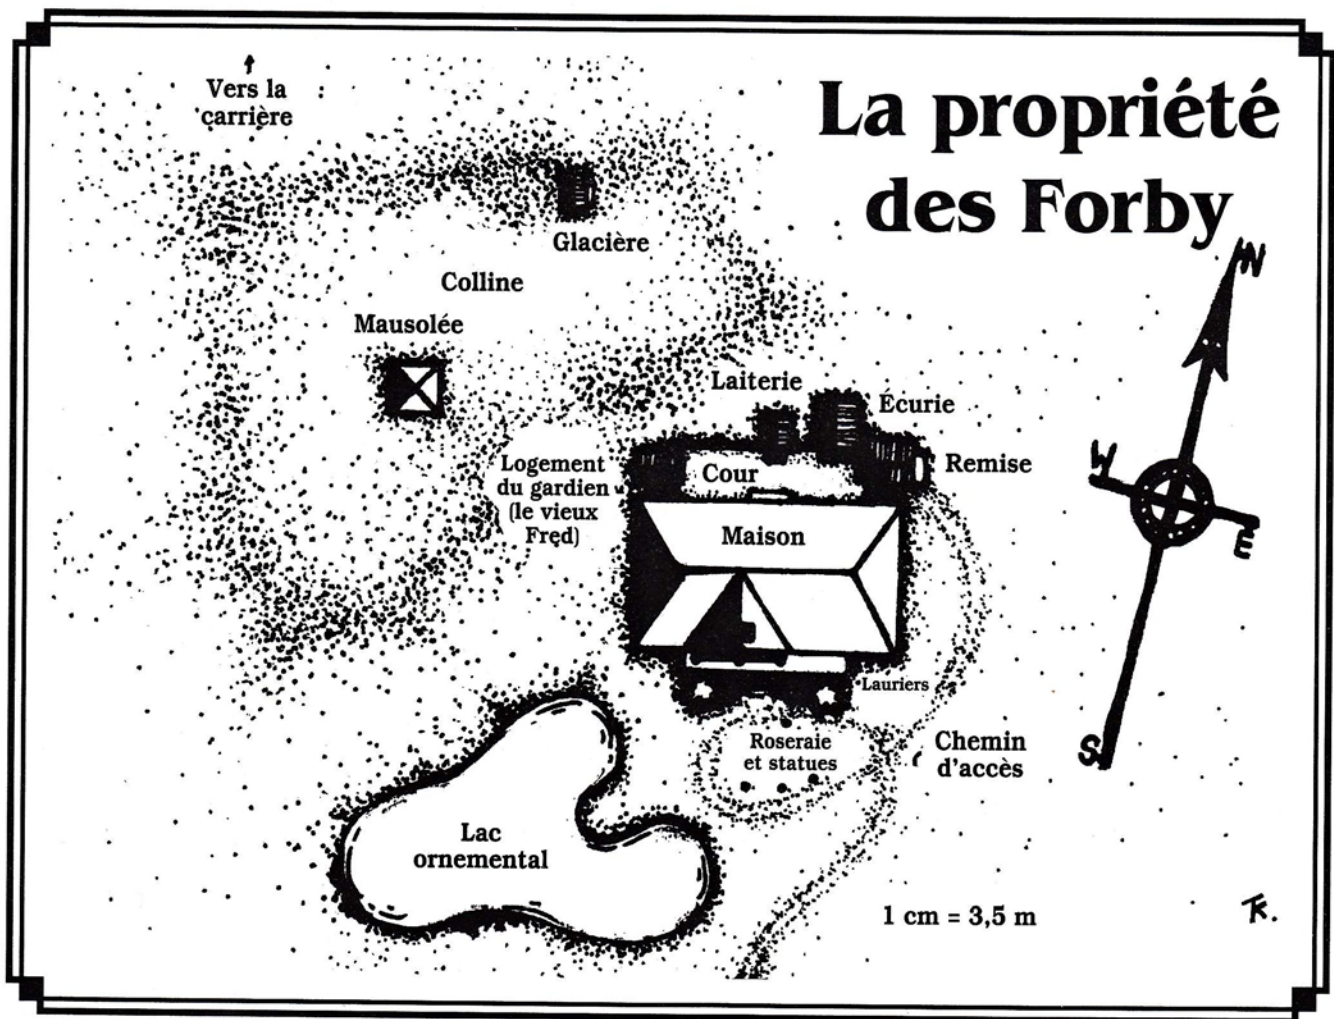 La propriété
des Forby
Vers la
carrière
Glacière
Colline
Mausolée
Laiterie
Écurie
Logement
du gardien
(le vieux
Fred)
Cour
Remise
Maison
Lauriers
Roseraie
et statues
Chemin
d'accès
Lac
ornemental
1 cm = 3,5 m
N
W
E
S
TK.